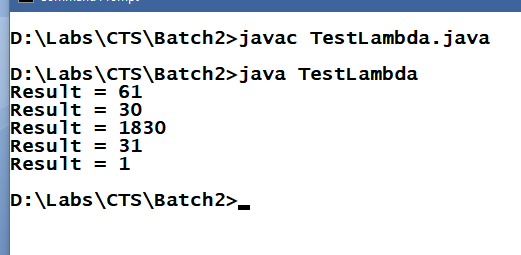 D:\Labs\CTS\Batch2>javac TestLambda.java
D:\Labs\CTS\Batch2>java TestLambda
Result = 61
Result = 30
Result = 1830
Result = 31
Result = 1
D:\Labs\CTS\Batch2>